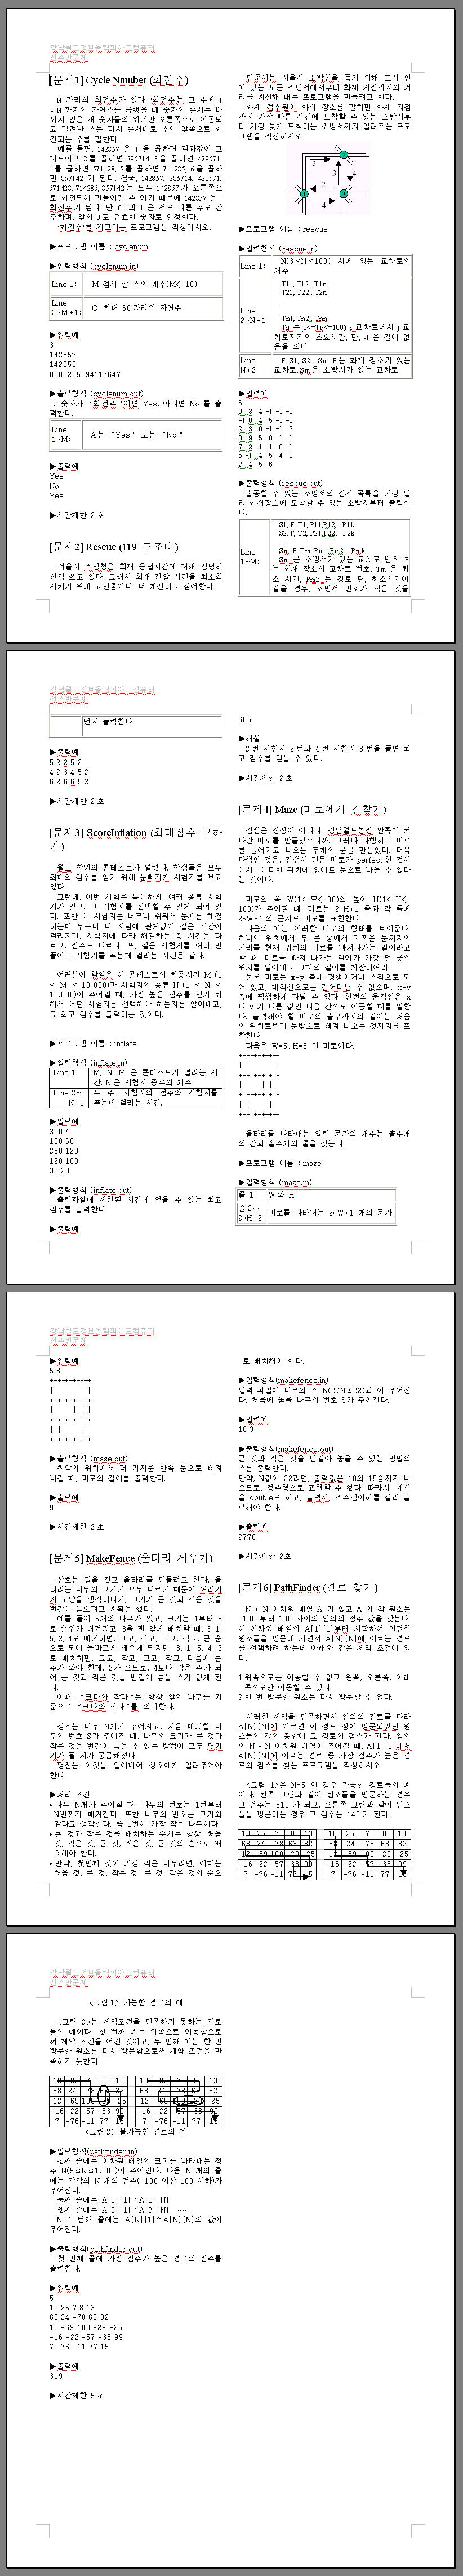 강남월드정보올림피아드컴퓨터
선수반문제
[문제1] Cycle Nmuber (회전수)
N 자리의 '회전수'가 있다. '회전수'는 그 수에 1
~ N 까지의 자연수를 곱했을 때 숫자의 순서는 바
뀌지 않은 채 숫자들의 위치만 오른쪽으로 이동되
고 밀려난 수는 다시 순서대로 수의 앞쪽으로 회
전되는 수를 말한다.
예를 들면, 142857 은 1 을 곱하면 결과값이 그
대로이고, 2 를 곱하면 285714, 3 을 곱하면, 428571,
4 를 곱하면 571428, 5 를 곱하면 714285, 6 을 곱하
면 857142 가 된다. 결국, 142857, 285714, 428571,
571428, 714285, 857142 는 모두 142857 가 오른쪽으
로 회전되어 만들어진 수 이기 때문에 142857 은 '
회전수'가 된다. 단, 01 과 1 은 서로 다른 수로 간
주하며, 앞의 0 도 유효한 숫자로 인정한다.
'회전수'를 체크하는 프로그램을 작성하시오.
▶프로그램 이름 : cyclenum
▶입력형식 (cyclenum.in)
Line 1: M 검사 할 수의 개수(M<=10)
Line
2~M+1: C, 최대 60 자리의 자연수
▶입력예
3
142857
142856
0588235294117647
▶출력형식 (cyclenum.out)
그 숫자가 '회전수'이면 Yes, 아니면 No 를 출
력한다.
Line
1~M: A는 "Yes" 또는 "No"
▶출력예
Yes
No
Yes
▶시간제한 2 초
[문제2] Rescue (119 구조대)
서울시 소방청은 화재 응답시간에 대해 상당히
신경 쓰고 있다. 그래서 화재 진압 시간을 최소화
시키기 위해 고민중이다. 더 개선하고 싶어한다.
민준이는 서울시 소방청을 돕기 위해 도시 안
에 있는 모든 소방서에서부터 화재 지점까지의 거
리를 계산해 내는 프로그램을 만들려고 한다.
화재 접수원이 화재 장소를 말하면 화재 지점
까지 가장 빠른 시간에 도착할 수 있는 소방서부
터 가장 늦게 도착하는 소방서까지 알려주는 프로
그램을 작성하시오.
▶프로그램 이름 : rescue
▶입력형식 (rescue.in)
Line 1: N(3≤N≤100) 시에 있는 교차로의
개수
Line
2~N+1:
T11, T12...T1n
T21, T22...T2n
.
.
Tn1, Tn2, Tnn
Tij 는(0<=Tij<=100) i 교차로에서 j 교
차로까지의 소요시간, 단, -1 은 길이 없
음을 의미
Line
N+2
F, S1, S2...Sm. F 는 화재 장소가 있는
교차로, Sm 은 소방서가 있는 교차로
▶입력예
6
0 3 4 -1 -1 -1
-1 0 4 5 -1 -1
2 3 0 -1 -1 2
8 9 5 0 1 -1
7 2 1 -1 0 -1
5 -1 4 5 4 0
2 4 5 6
▶출력형식 (rescue.out)
출동할 수 있는 소방서의 전체 목록을 가장 빨
리 화재장소에 도착할 수 있는 소방서부터 출력한
다.
Line
1~M:
S1, F, T1, P11,P12...P1k
S2, F, T2, P21,P22...P2k
...
Sm, F, Tm, Pm1,Pm2...Pmk
Sm 은 소방서가 있는 교차로 번호, F
는 화재 장소의 교차로 번호, Tm 은 최
소 시간, Pmk 는 경로 단, 최소시간이
같을 경우, 소방서 번호가 작은 것을
강남월드정보올림피아드컴퓨터
선수반문제
먼저 출력한다.
▶출력예
5 2 2 5 2
4 2 3 4 5 2
6 2 6 6 5 2
▶시간제한 2 초
[문제3] ScoreInflation (최대점수 구하
기)
월드 학원의 콘테스트가 열렸다. 학생들은 모두
최대의 점수를 얻기 위해 눈빠지게 시험지를 보고
있다.
그런데, 이번 시험은 특이하게, 여러 종류 시험
지가 있고, 그 시험지를 선택할 수 있게 되어 있
다. 또한 이 시험지는 너무나 쉬워서 문제를 해결
하는데 누구나 다 시험때 관계없이 같은 시간이
걸리지만, 시험지에 따라 해결하는 총 시간은 다
르고, 점수도 다르다. 또, 같은 시험지를 여러 번
풀어도 시험지를 푸는데 걸리는 시간은 같다.
여러분이 할일은 이 콘테스트의 최종시간 M (1
≤ M ≤ 10,000)과 시험지의 종류 N (1 ≤ N ≤
10,000)이 주어질 때, 가장 높은 점수를 얻기 위
해서 어떤 시험지를 선택해야 하는지를 알아내고,
그 최고 점수를 출력하는 것이다.
▶프로그램 이름 : inflate
▶입력형식 (inflate.in)
Line 1 M, N. M 은 콘테스트가 열리는 시
간. N 은 시험지 종류의 개수
Line 2~
N+1
두 수. 시험지의 점수와 시험지를
푸는데 걸리는 시간.
▶입력예
300 4
100 60
250 120
120 100
35 20
▶출력형식 (inflate.out)
출력파일에 제한된 시간에 얻을 수 있는 최고
점수를 출력한다.
▶출력예
605
▶해설
2 번 시험지 2 번과 4 번 시험지 3 번을 풀면 최
고 점수를 얻을 수 있다.
▶시간제한 2 초
[문제4] Maze (미로에서 길찾기)
김샘은 정상이 아니다. 강남월드농장 안쪽에 커
다란 미로를 만들었으니까. 그러나 다행히도 미로
를 들어가고 나오는 두개의 문을 만들었다. 더욱
다행인 것은, 김샘이 만든 미로가 perfect 한 것이
어서 어떠한 위치에 있어도 문으로 나올 수 있다
는 것이다.
미로의 폭 W(1<=W<=38)와 높이 H(1<=H<=
100)가 주어질 때, 미로는 2*H+1 줄과 각 줄에
2*W+1 의 문자로 미로를 표현한다.
다음의 예는 이러한 미로의 형태를 보여준다.
하나의 위치에서 두 문 중에서 가까운 문까지의
거리를 현재 위치의 미로를 빠져나가는 길이라고
할 때, 미로를 빠져 나가는 길이가 가장 먼 곳의
위치를 알아내고 그때의 길이를 계산하여라.
물론 미로는 x-y 축에 평행이거나 수직으로 되
어 있고, 대각선으로는 걸어다닐 수 없으며, x-y
축에 평행하게 다닐 수 있다. 한번의 움직임은 x
나 y 가 다른 같은 인 다음 칸으로 이동할 때를 말한
다. 출력해야 할 미로의 출구까지의 길이는 처음
의 위치로부터 문밖으로 빠져 나오는 것까지를 포
함한다.
다음은 W=5, H=3 인 미로이다.
+-+-+-+-+-+
|         |
+-+ +-+ + +
|     | | |
+ +-+-+ + +
| |     |
+-+ +-+-+-+
울타리를 나타내는 입력 문자의 개수는 홀수개
의 칸과 홀수개의 줄을 갖는다.
▶프로그램 이름 : maze
▶입력형식 (maze.in)
줄 1: W 와 H.
줄 2~
2*H+2: 미로를 나타내는 2*W+1 개의 문자.
강남월드정보올림피아드컴퓨터
선수반문제
▶입력예
5 3
+-+-+-+-+-+
|         |
+-+ +-+ + +
|     | | |
+ +-+-+ + +
| |     |
+-+ +-+-+-+
▶출력형식 (maze.out)
최악의 위치에서 더 가까운 한쪽 문으로 빠져
나갈 때, 미로의 길이를 출력한다.
▶출력예
9
▶시간제한 2 초
[문제5] MakeFence (울타리 세우기)
상호는 집을 짓고 울타리를 만들려고 한다. 울
타리는 나무의 크기가 모두 다르기 때문에 여러가
지 모양을 생각하다가, 크기가 큰 것과 작은 것을
번갈아 놓으려고 계획을 했다.
예를 들어 5개의 나무가 있고, 크기는 1부터 5
로 순위가 매겨지고, 3을 맨 앞에 배치할 때, 3, 1,
5, 2, 4로 배치하면, 크고, 작고, 크고, 작고, 큰 순
으로 되어 올바르게 세우게 되지만, 3, 1, 5, 4, 2
로 배치하면, 크고, 작고, 크고, 작고, 다음에 큰
수가 와야 한데, 2가 오므로, 4보다 작은 수가 되
어 큰 것과 작은 것을 번갈아 놓을 수가 없게 된
다.
이때, "크다와 작다"는 항상 앞의 나무를 기
준으로 "크다와 작다"를 의미한다.
상호는 나무 N개가 주어지고, 처음 배치할 나
무의 번호 S가 주어진다. 때, 나무의 크기가 큰 것과
작은 것을 번갈아 놓을 수 있는 방법이 모두 몇가
지가 될 지가 궁금해졌다.
당신은 이것을 알아내어 상호에게 알려주어야
한다.
▶처리 조건
• 나무 N개가 주어질 때, 나무의 번호는 1번부터
N번까지 매겨진다. 또한 나무의 번호는 크기와
같다고 생각한다. 즉 1번이 가장 작은 나무이다.
• 큰 것과 작은 것을 배치하는 순서는 항상, 처음
것, 작은 것, 큰 것, 작은 것, 큰 것의 순으로 배
치해야 한다.
• 만약, 첫번째 것이 가장 작은 나무라면, 이때는
처음 것, 큰 것, 작은 것, 큰 것, 작은 것의 순으
로 배치해야 한다.
▶입력형식(makefence.in)
입력 파일에 나무의 수 N(2<N≤22)과 이 주어진
다. 처음에 놓을 나무의 번호 S가 주어진다.
▶입력예
10 3
▶출력형식(makefence.out)
큰 것과 작은 것을 번갈아 놓을 수 있는 방법의
수를 출력한다.
만약, N값이 22라면, 출력값은 10의 15승까지 나
오므로, 정수형으로 표현할 수 없다. 따라서, 계산
을 double로 하고, 출력시, 소수점이하를 잘라 출
력해야 한다.
▶출력예
2770
▶시간제한 2초
[문제6] PathFinder (경로 찾기)
N * N 이차원 배열 A 가 있고 A 의 각 원소는
-100 부터 100 사이의 임의의 정수 값을 갖는다.
이 이차원 배열의 A[1][1]부터 시작하여 인접한
원소들을 방문해 가면서 A[N][N]에 이르는 경로
를 선택하려 하는데 아래와 같은 제약 조건이 있
다.
1.위쪽으로는 이동할 수 없고 왼쪽, 오른쪽, 아래
쪽으로만 이동할 수 있다.
2.한 번 방문한 원소는 다시 방문할 수 없다.
이러한 제약을 만족하면서 임의의 경로를 따라
A[N][N]에 이르면 이 경로 상에 방문되었던 원
소들의 값의 총합이 그 경로의 점수가 된다. 임의
의 N * N 이차원 배열이 주어질 때, A[1][1]에서
A[N][N]에 이르는 경로 중 가장 점수가 높은 경
로의 점수를 찾는 프로그램을 작성하시오.
<그림 1>은 N=5 인 경우 가능한 경로들의 예
이다. 왼쪽 그림과 같이 원소들을 방문하는 경우
그 점수는 319 가 되고, 오른쪽 그림과 같이 원소
들을 방문하는 경우 그 점수는 145 가 된다.
강남월드정보올림피아드컴퓨터
선수반문제
<그림 1> 가능한 경로의 예
<그림 2>는 제약조건을 만족하지 못하는 경로
들의 예이다. 첫 번째 예는 위쪽으로 이동함으로
써 제약 조건을 어긴 것이고, 두 번째 예는 한 번
방문한 원소를 다시 방문함으로써 제약 조건을 만
족하지 못한다.
<그림 2> 불가능한 경로의 예
▶입력형식(pathfinder.in)
첫째 줄에는 이차원 배열의 크기를 나타내는 정
수 N(5≤N≤1,000)이 주어진다. 다음 N 개의 줄
에는 각각의 N 개의 정수(-100 이상 100 이하)가
주어진다.
둘째 줄에는 A[1][1]~A[1][N],
셋째 줄에는 A[2][1]~A[2][N], ……,
N+1 번째 줄에는 A[N][1]~A[N][N]의 값이
주어진다.
▶출력형식(pathfinder.out)
첫 번째 줄에 가장 점수가 높은 경로의 점수를
출력한다.
▶입력예
5
10 25 7 8 13
68 24 -78 63 32
12 -69 100 -29 -25
-16 -22 -57 -33 99
7 -76 -11 77 15
▶출력예
319
▶시간제한 5 초